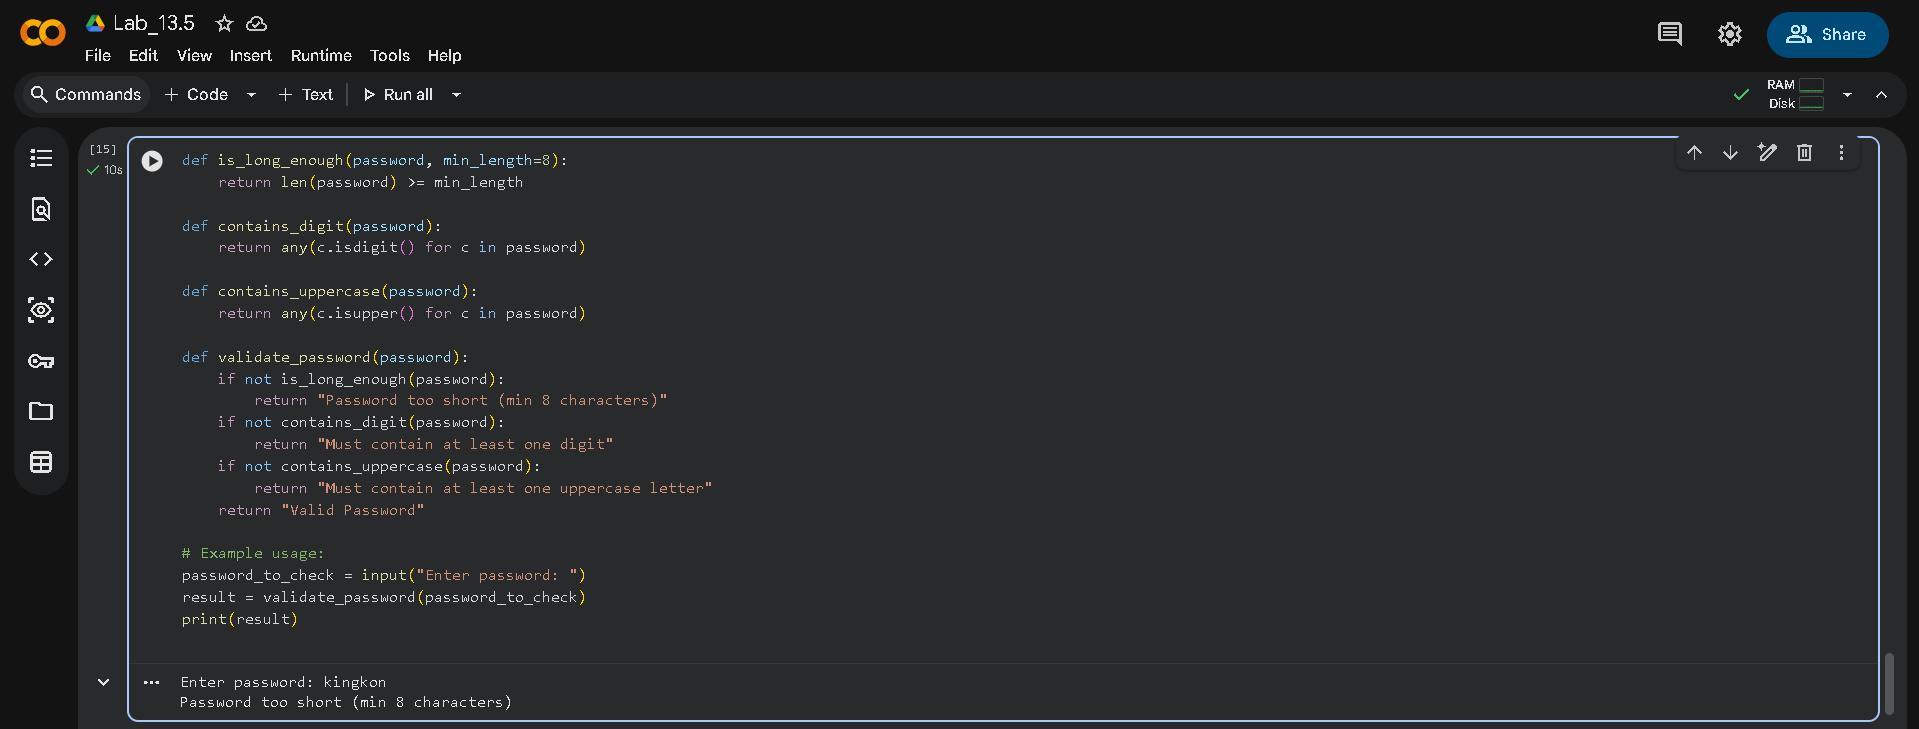 Lab_13.5
File Edit View Insert Runtime Tools Help
Share
Commands + Code + Text Run all
RAM
Disk
[15]
10s
def is_long_enough(password, min_length=8):
    return len(password) >= min_length

def contains_digit(password):
    return any(c.isdigit() for c in password)

def contains_uppercase(password):
    return any(c.isupper() for c in password)

def validate_password(password):
    if not is_long_enough(password):
        return "Password too short (min 8 characters)"
    if not contains_digit(password):
        return "Must contain at least one digit"
    if not contains_uppercase(password):
        return "Must contain at least one uppercase letter"
    return "Valid Password"

# Example usage:
password_to_check = input("Enter password: ")
result = validate_password(password_to_check)
print(result)

Enter password: kingkon
Password too short (min 8 characters)